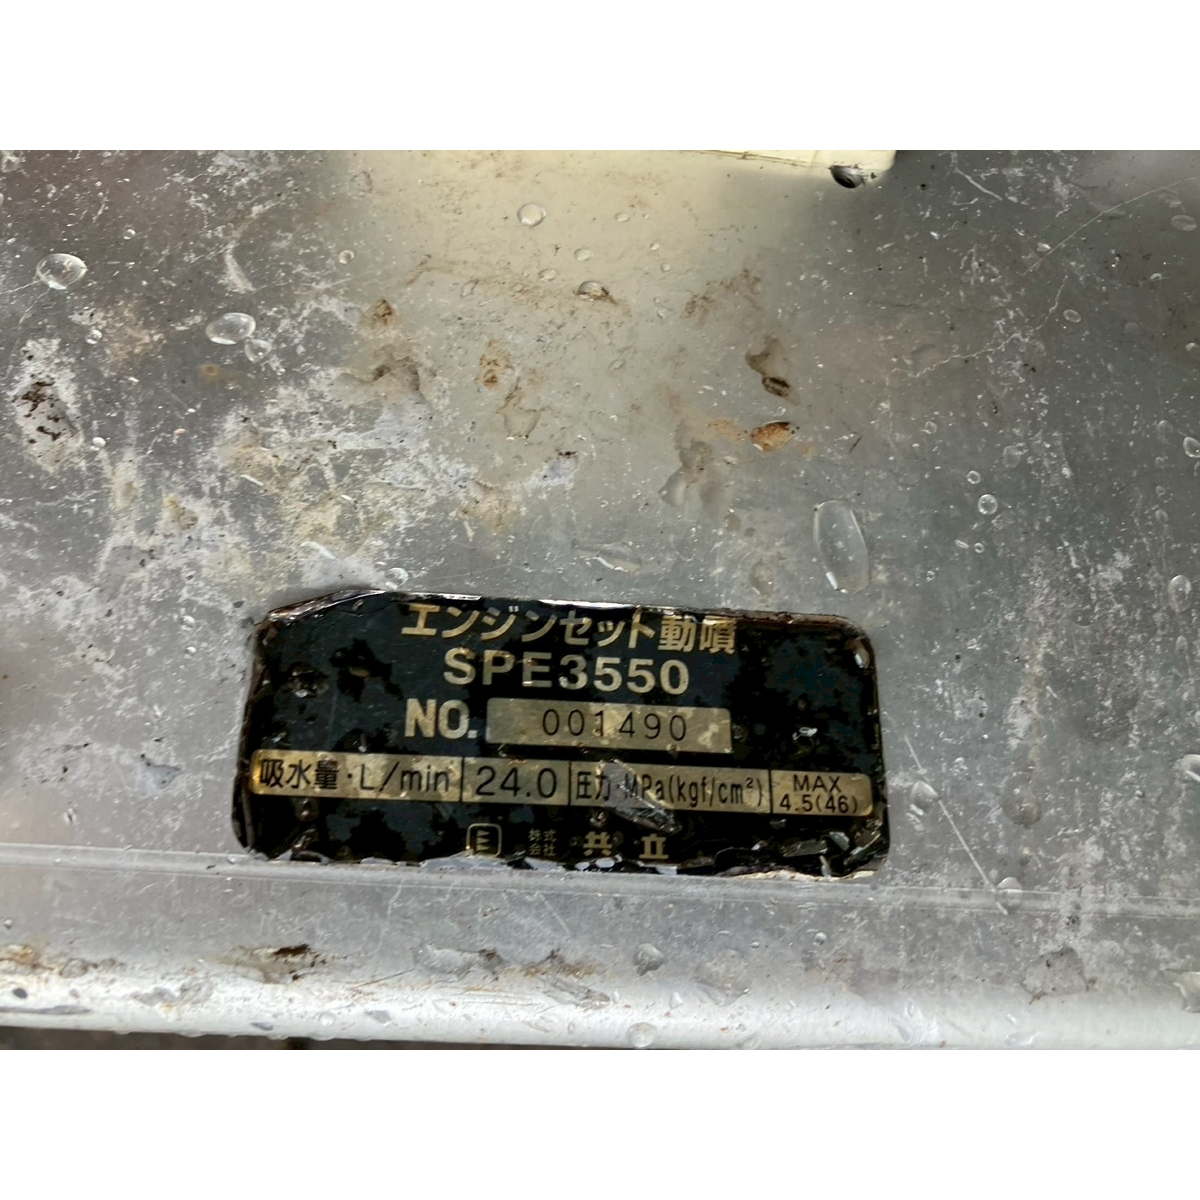 エンジンセット動噴
SPE3550
NO. 001490
吸水量・L/min 24.0 圧力・MPa(kgf/cm²) MAX 4.5(46)
E 株式会社 共立